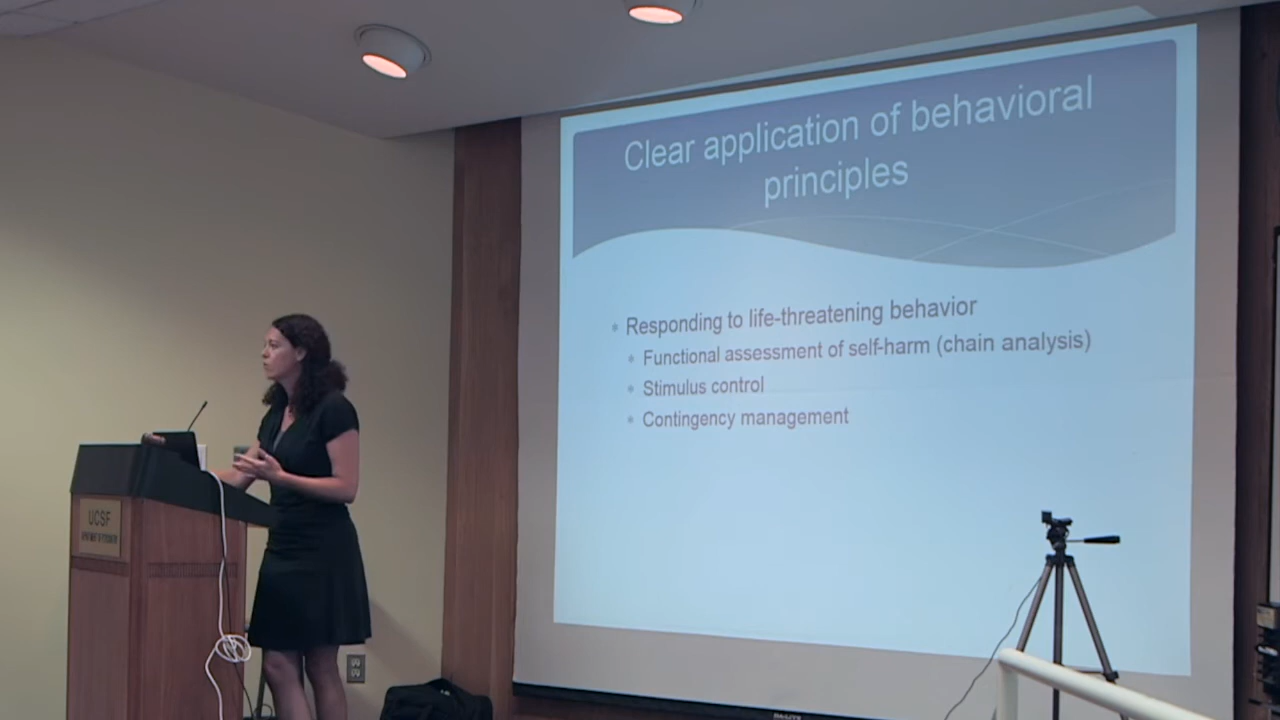 Clear application of behavioral
principles
Responding to life-threatening behavior
Functional assessment of self-harm (chain analysis)
Stimulus control
Contingency management
UCSF